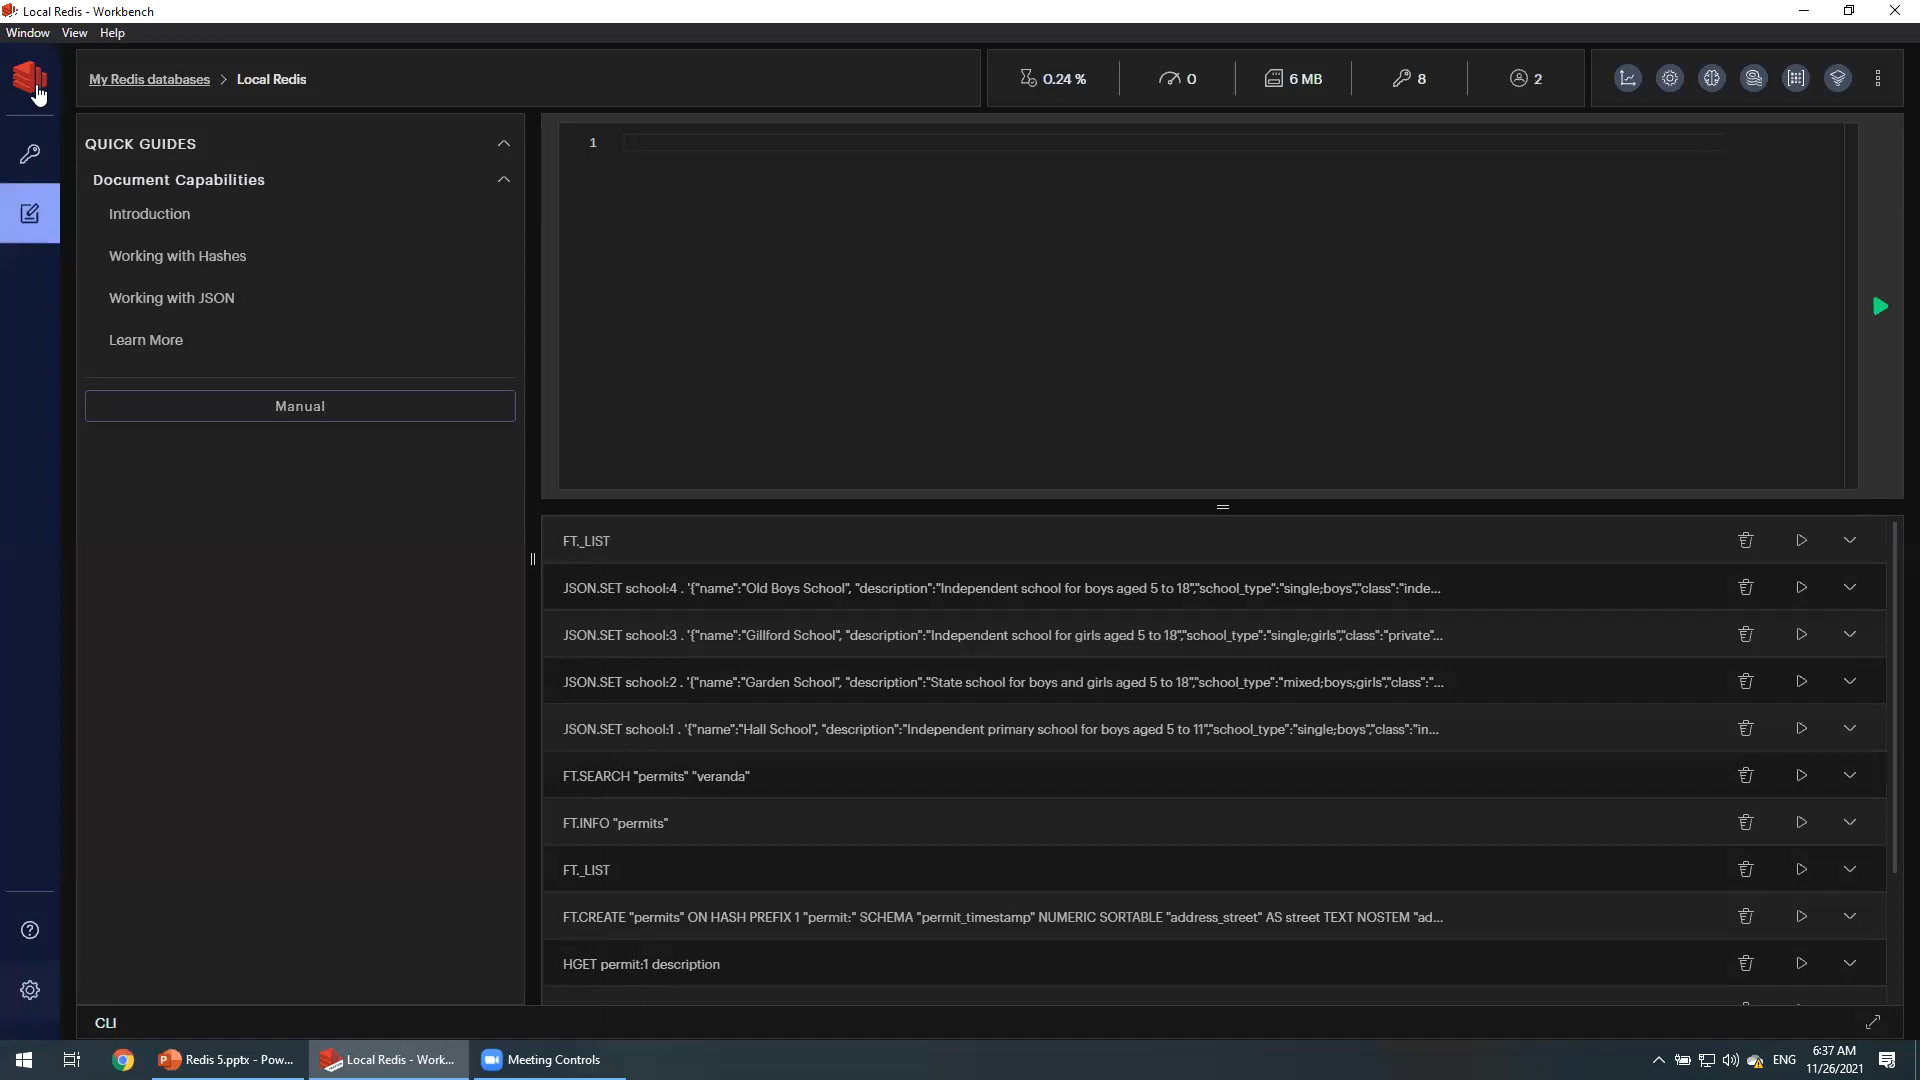 Local Redis - Workbench
Window View Help
My Redis databases > Local Redis
0.24 %
0
6 MB
8
2
QUICK GUIDES
Document Capabilities
Introduction
Working with Hashes
Working with JSON
Learn More
Manual
1
FT._LIST
JSON.SET school:4 . '{"name":"Old Boys School", "description":"Independent school for boys aged 5 to 18","school_type":"single;boys","class":"inde...
JSON.SET school:3 . '{"name":"Gillford School", "description":"Independent school for girls aged 5 to 18","school_type":"single;girls","class":"private"...
JSON.SET school:2 . '{"name":"Garden School", "description":"State school for boys and girls aged 5 to 18","school_type":"mixed;boys;girls","class":"...
JSON.SET school:1 . '{"name":"Hall School", "description":"Independent primary school for boys aged 5 to 11","school_type":"single;boys","class":"in...
FT.SEARCH "permits" "veranda"
FT.INFO "permits"
FT._LIST
FT.CREATE "permits" ON HASH PREFIX 1 "permit:" SCHEMA "permit_timestamp" NUMERIC SORTABLE "address_street" AS street TEXT NOSTEM "ad...
HGET permit:1 description
CLI
Redis 5.pptx - Pow...
Local Redis - Work...
Meeting Controls
ENG
6:37 AM
11/26/2021